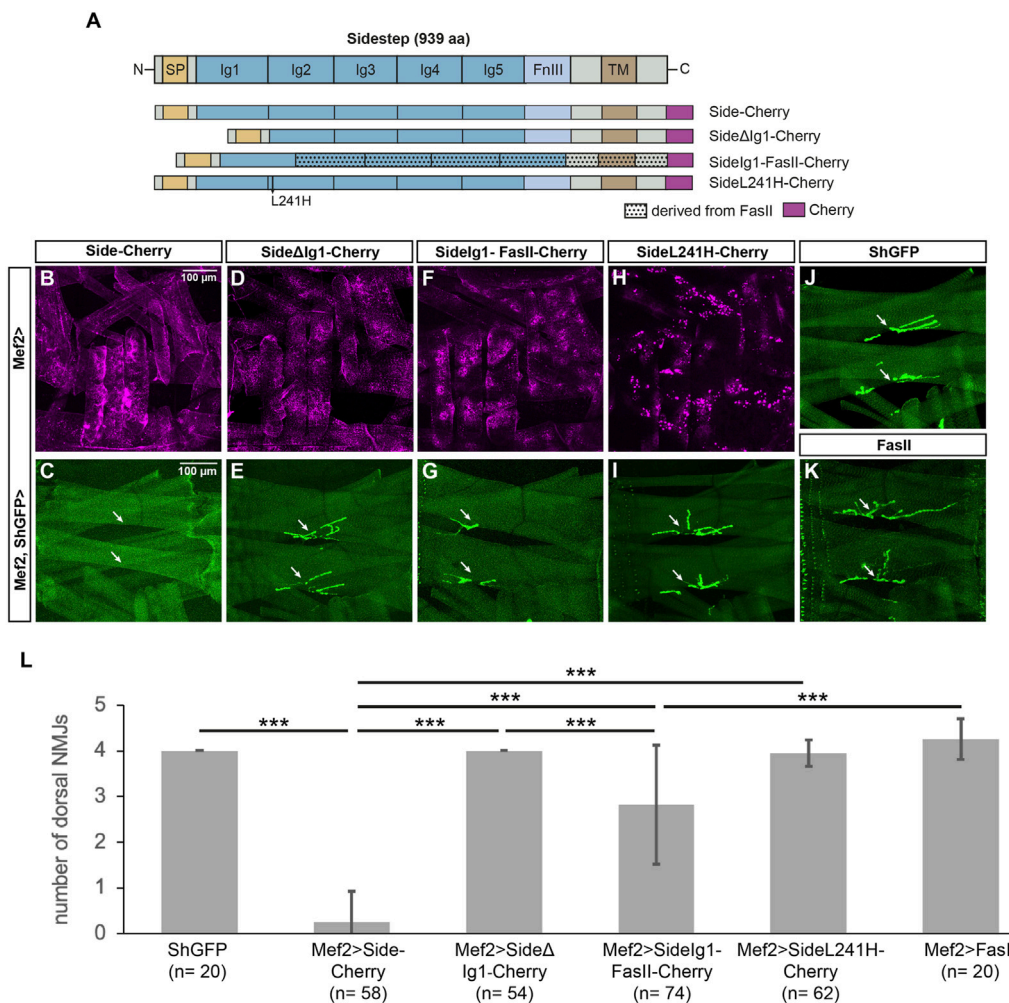 A
Sidestep (939 aa)
N
SP
Ig1
Ig2
Ig3
Ig4
Ig5
FnIII
TM
C
Side-Cherry
SideΔIg1-Cherry
SideIg1-FasII-Cherry
SideL241H-Cherry
L241H
derived from FasII
Cherry
Side-Cherry
SideΔIg1-Cherry
SideIg1- FasII-Cherry
SideL241H-Cherry
ShGFP
Mef2>
B
100 µm
D
F
H
J
FasII
Mef2, ShGFP>
C
100 µm
E
G
I
K
L
***
***
***
***
***
***
number of dorsal NMJs
5
4
3
2
1
0
ShGFP
(n= 20)
Mef2>Side-
Cherry
(n= 58)
Mef2>SideΔ
Ig1-Cherry
(n= 54)
Mef2>SideIg1-
FasII-Cherry
(n= 74)
Mef2>SideL241H-
Cherry
(n= 62)
Mef2>FasI
(n= 20)